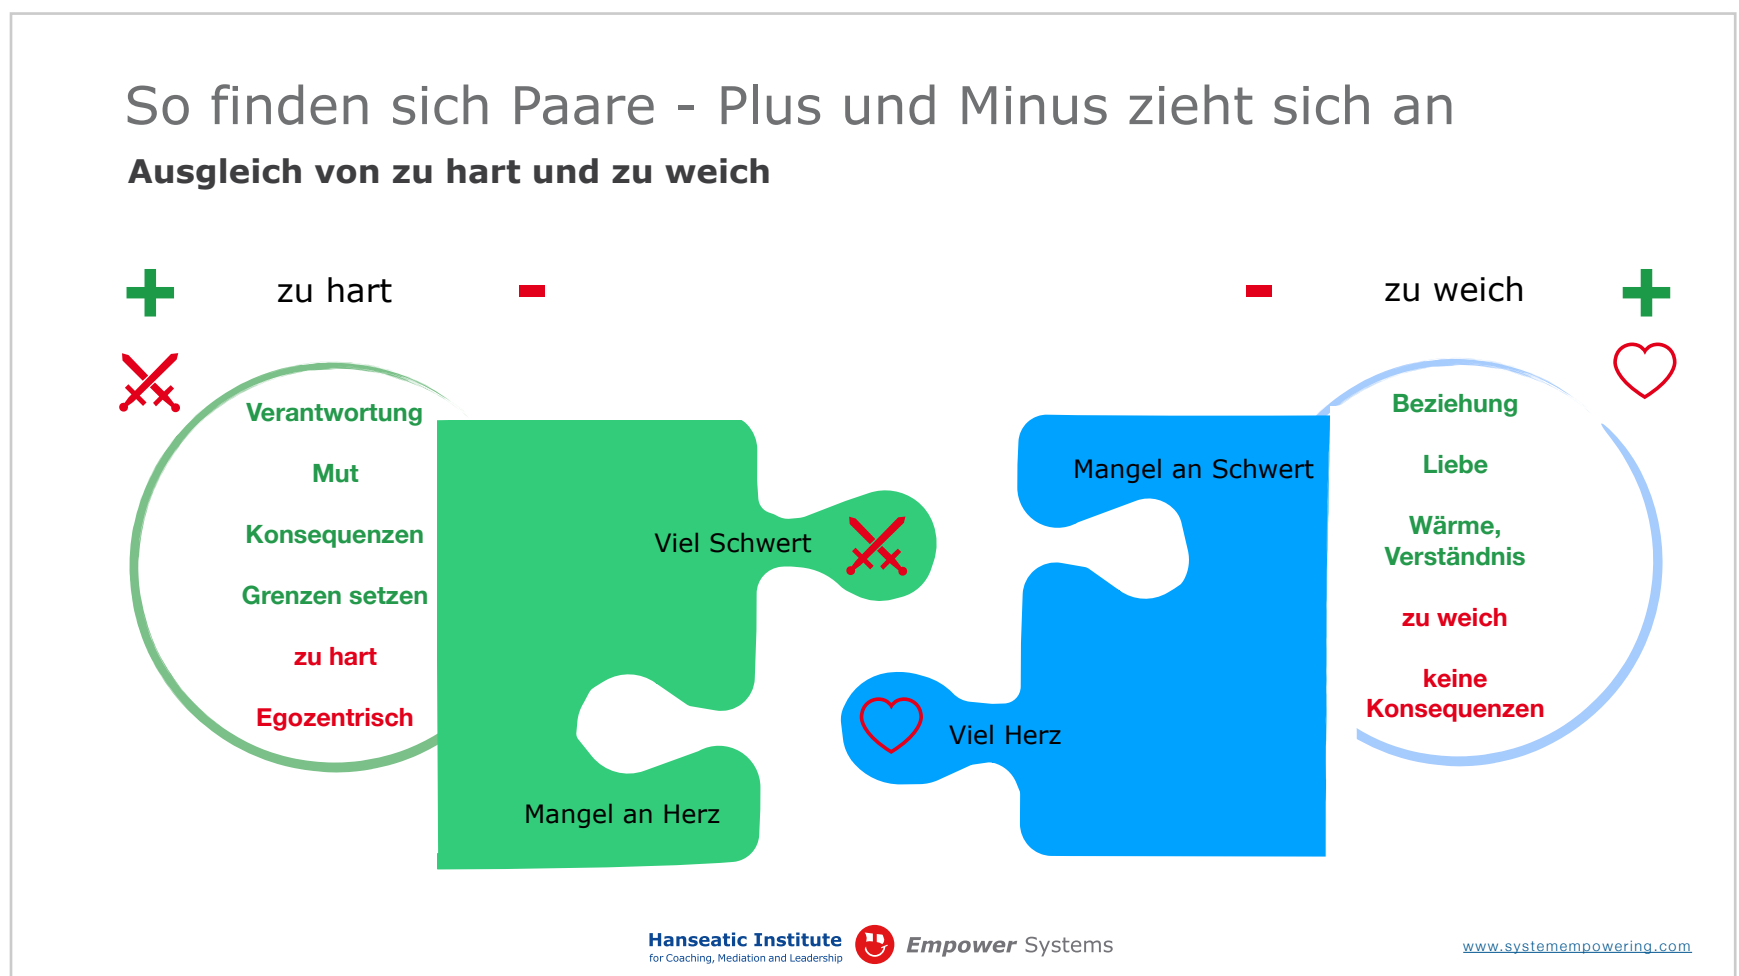 So finden sich Paare - Plus und Minus zieht sich an
Ausgleich von zu hart und zu weich
zu hart
zu weich
Verantwortung
Mut
Konsequenzen
Grenzen setzen
zu hart
Egozentrisch
Viel Schwert
Mangel an Herz
Mangel an Schwert
Viel Herz
Beziehung
Liebe
Wärme,
Verständnis
zu weich
keine
Konsequenzen
Hanseatic Institute
for Coaching, Mediation and Leadership
Empower Systems
www.systemempowering.com